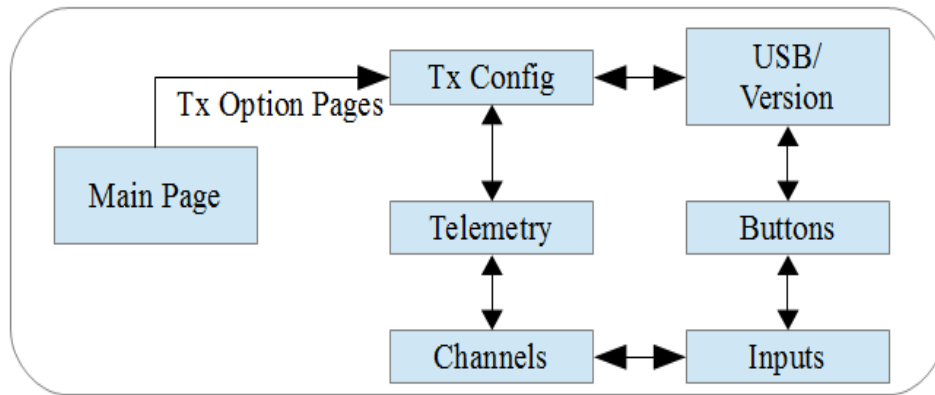 Tx Config
USB/
Version
Tx Option Pages
Main Page
Telemetry
Buttons
Channels
Inputs